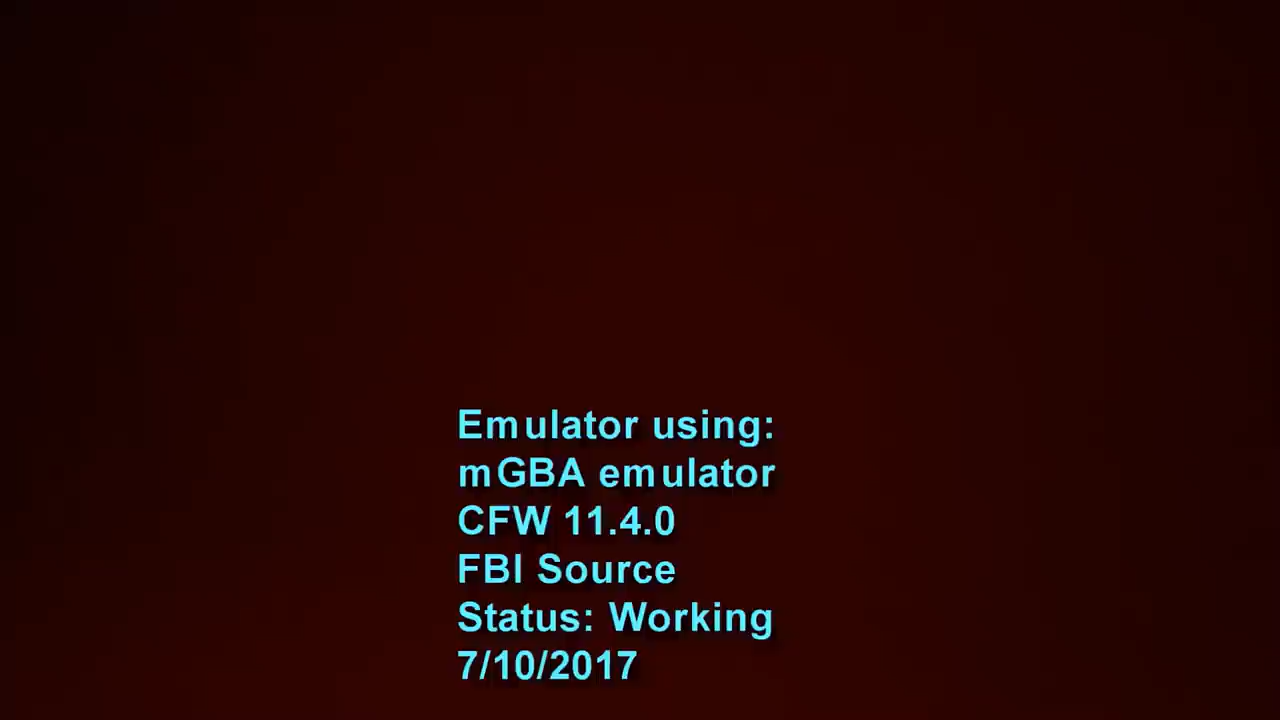 Emulator using:
mGBA emulator
CFW 11.4.0
FBI Source
Status: Working
7/10/2017